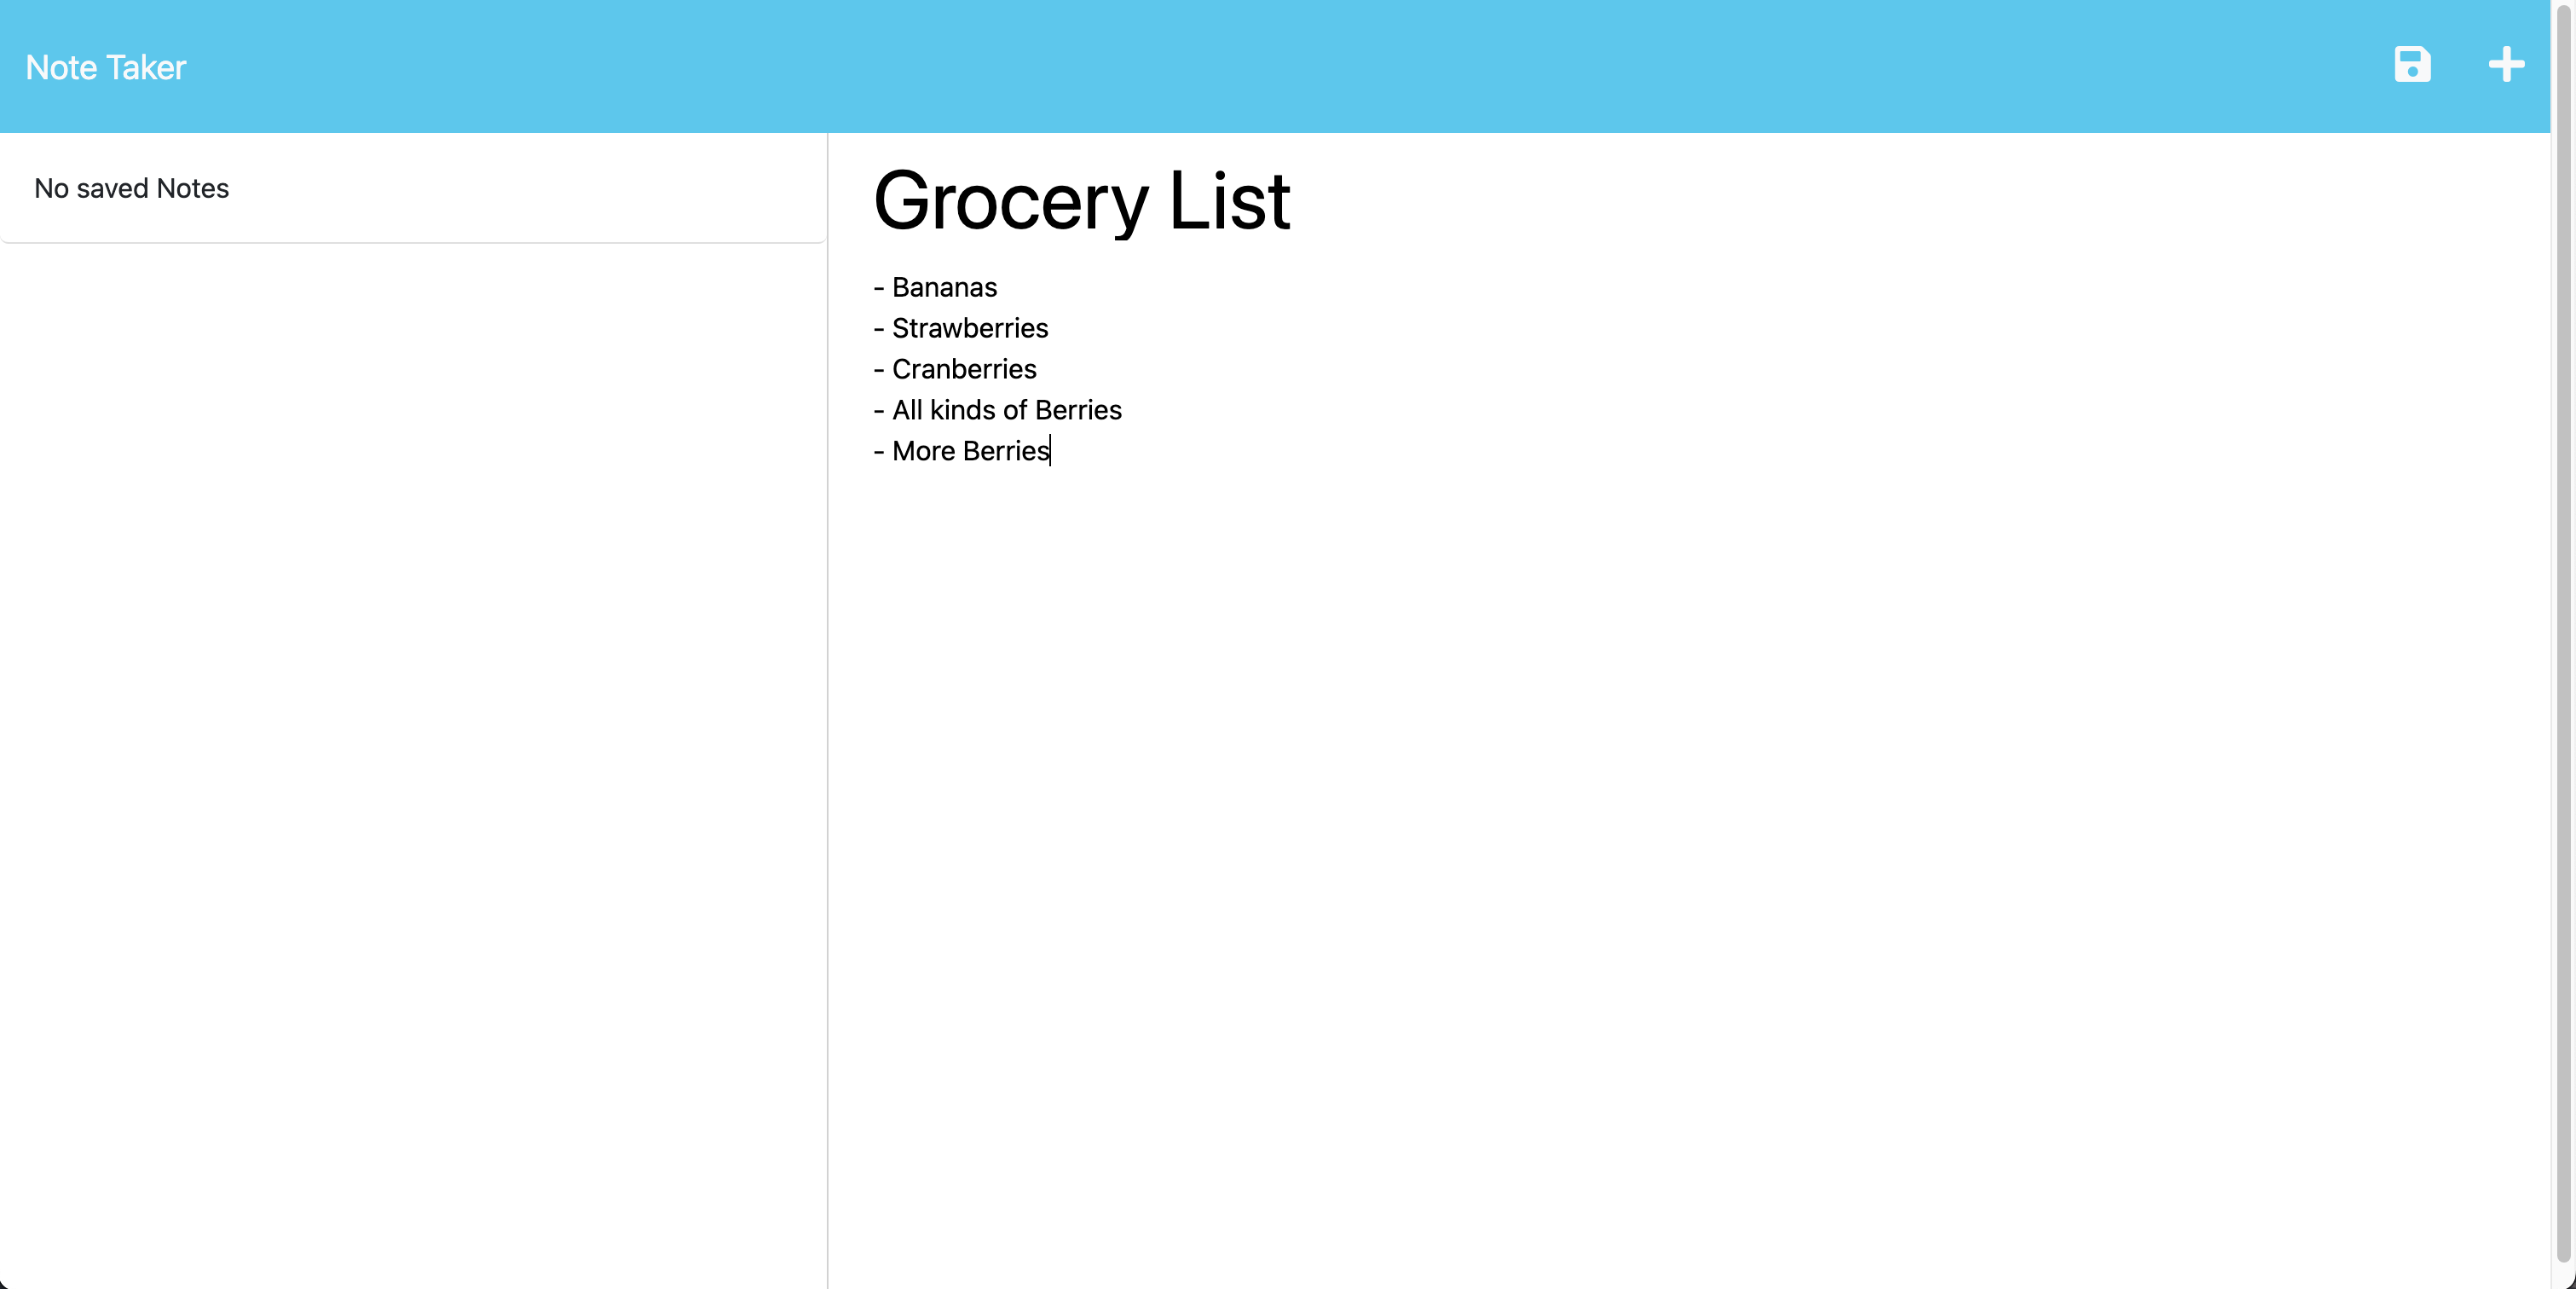 Note Taker
No saved Notes
Grocery List
- Bananas
- Strawberries
- Cranberries
- All kinds of Berries
- More Berries